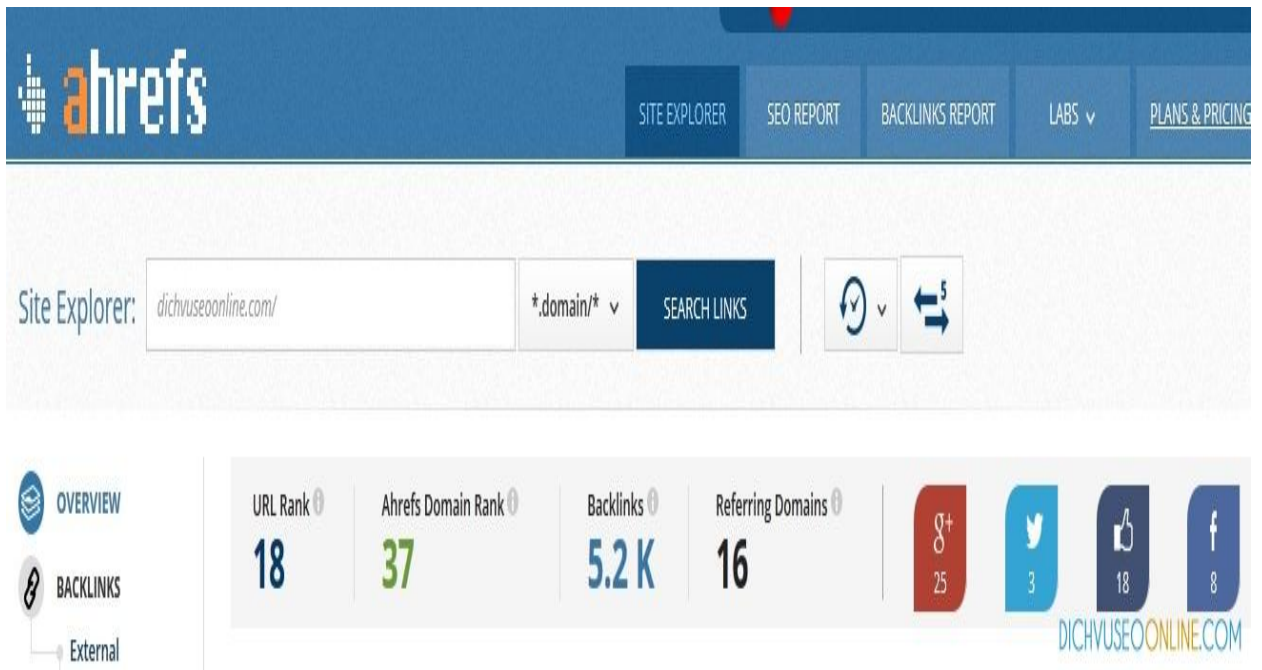 ahrefs
SITE EXPLORER SEO REPORT BACKLINKS REPORT LABS PLANS & PRICING
Site Explorer: dichvuseoonline.com/ *.domain/* SEARCH LINKS 5
OVERVIEW
BACKLINKS
External
URL Rank Ahrefs Domain Rank Backlinks Referring Domains
18 37 5.2 K 16
g+ 25
3
18
f 8
DICHVUSEOONLINE.COM